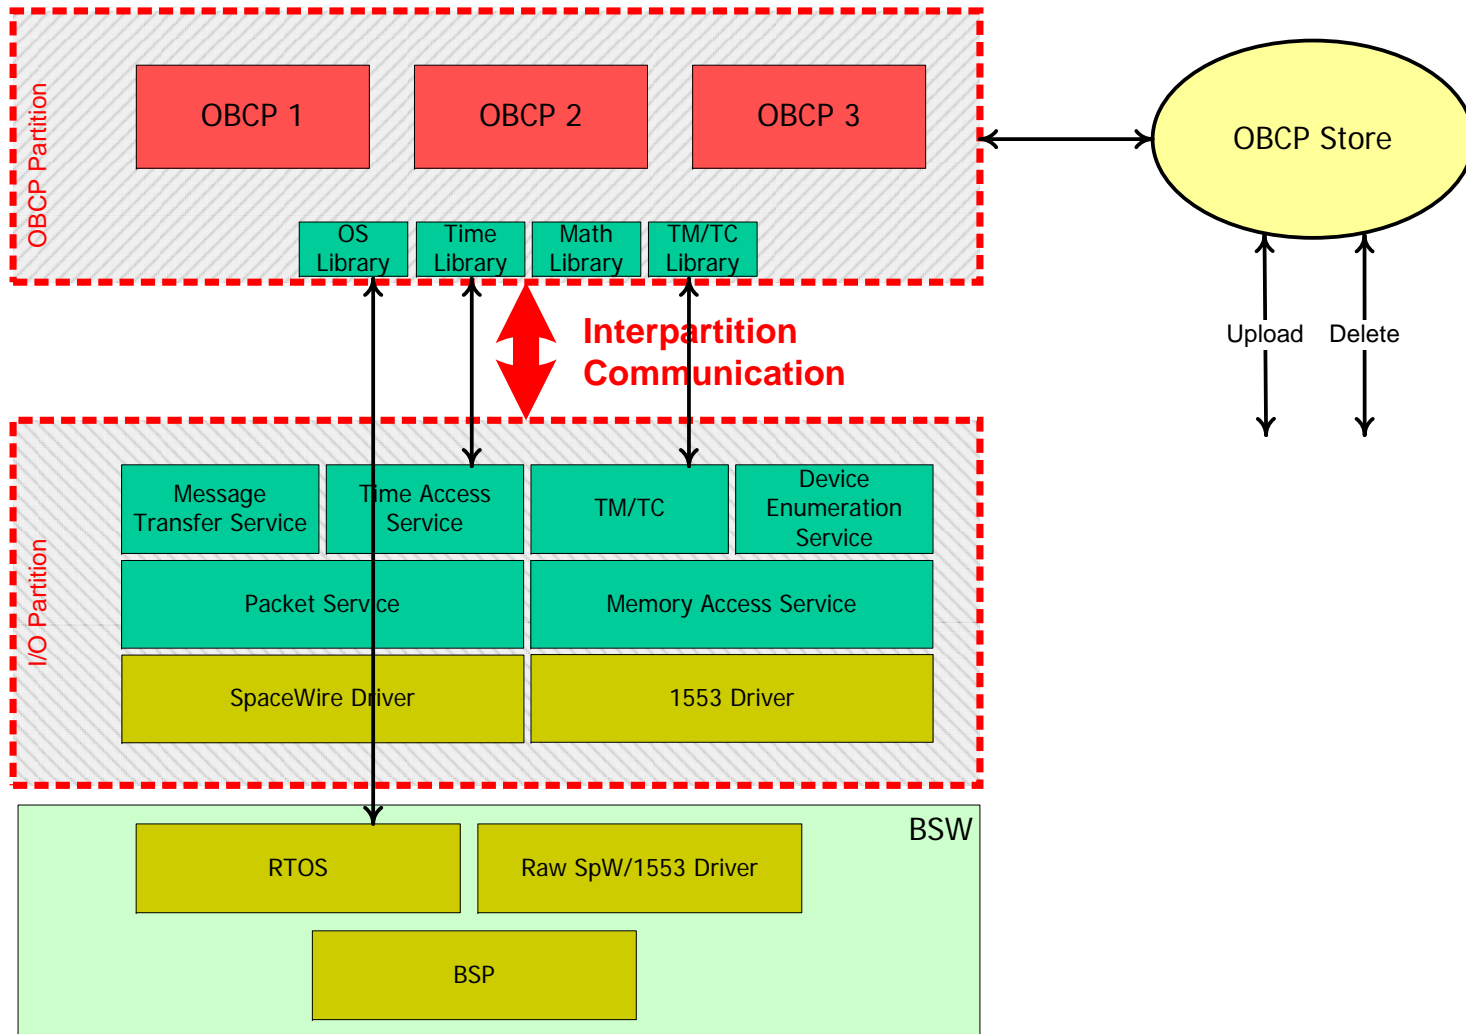 OBCP Partition
OBCP 1
OBCP 2
OBCP 3
OBCP Store
OS
Library
Time
Library
Math
Library
TM/TC
Library
Interpartition
Communication
Upload
Delete
I/O Partition
Message
Transfer Service
Time Access
Service
TM/TC
Device
Enumeration
Service
Packet Service
Memory Access Service
SpaceWire Driver
1553 Driver
BSW
RTOS
Raw SpW/1553 Driver
BSP